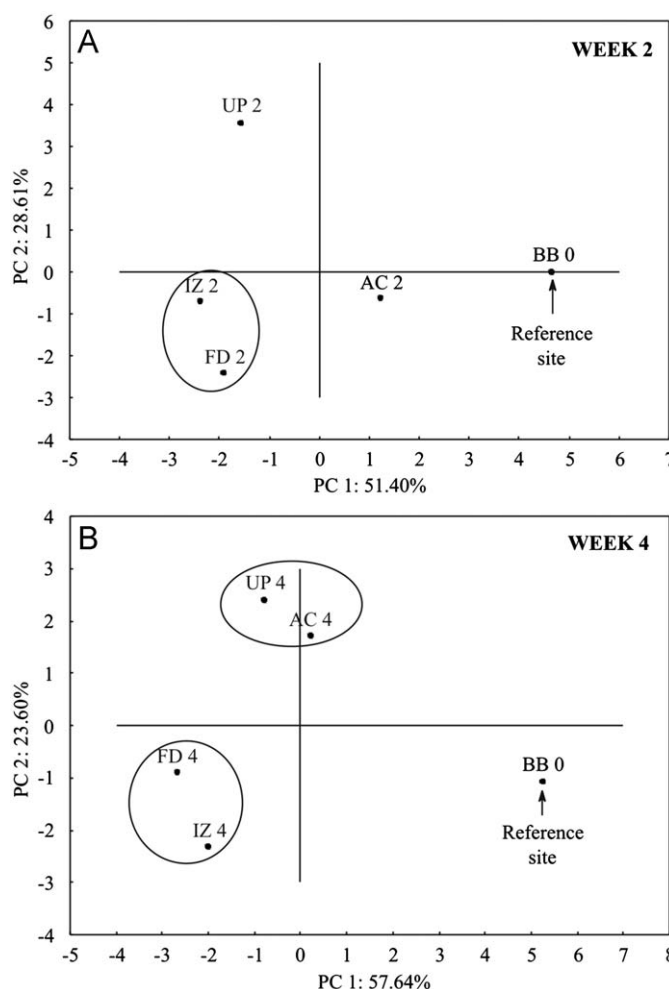 A
WEEK 2
6
5
4
3
2
1
0
-1
-2
-3
-4
PC 2: 28.61%
UP 2
IZ 2
FD 2
AC 2
BB 0
Reference
site
-5 -4 -3 -2 -1 0 1 2 3 4 5 6 7
PC 1: 51.40%
B
WEEK 4
4
3
2
1
0
-1
-2
-3
-4
PC 2: 23.60%
UP 4
AC 4
FD 4
IZ 4
BB 0
Reference
site
-5 -4 -3 -2 -1 0 1 2 3 4 5 6 7 8
PC 1: 57.64%